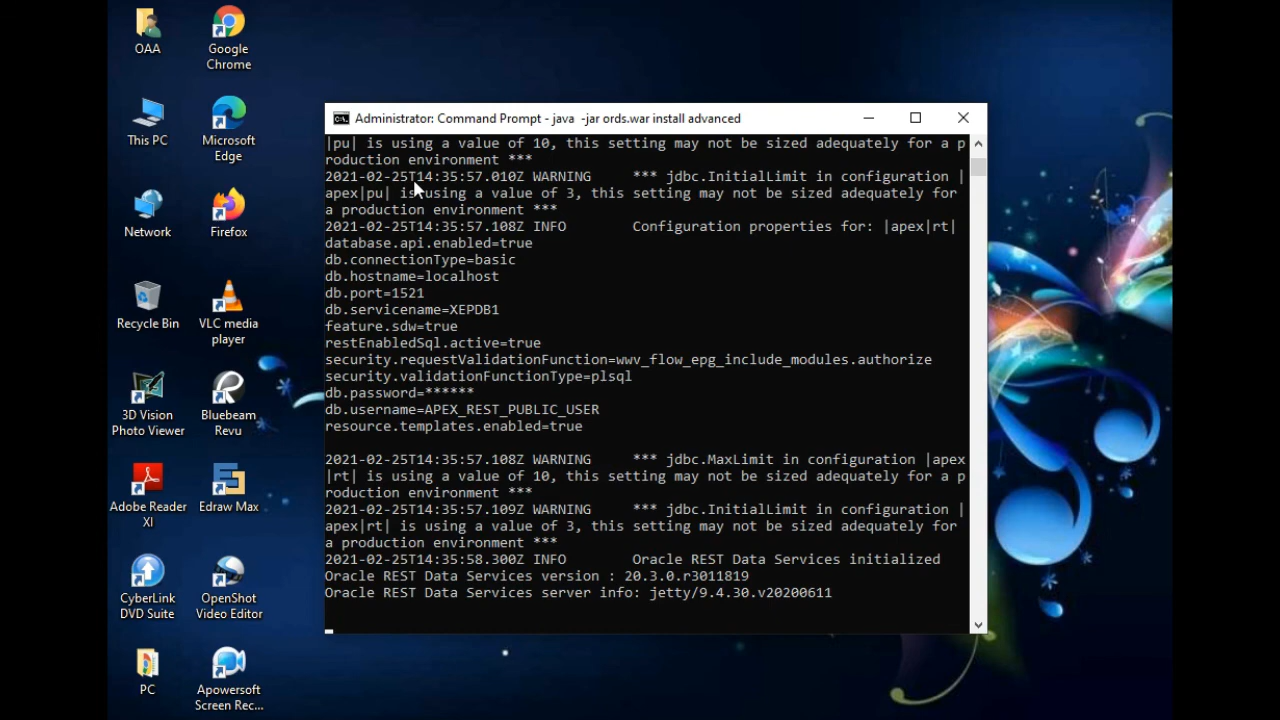 OAA
Google
Chrome
This PC
Microsoft
Edge
Network
Firefox
Recycle Bin
VLC media
player
3D Vision
Photo Viewer
Bluebeam
Revu
Adobe Reader
XI
Edraw Max
CyberLink
DVD Suite
OpenShot
Video Editor
PC
Apowersoft
Screen Rec...
Administrator: Command Prompt - java  -jar ords.war install advanced
|pu| is using a value of 10, this setting may not be sized adequately for a p
roduction environment ***
2021-02-25T14:35:57.010Z WARNING     *** jdbc.InitialLimit in configuration |
apex|pu| is using a value of 3, this setting may not be sized adequately for
a production environment ***
2021-02-25T14:35:57.108Z INFO        Configuration properties for: |apex|rt|
database.api.enabled=true
db.connectionType=basic
db.hostname=localhost
db.port=1521
db.servicename=XEPDB1
feature.sdw=true
restEnabledSql.active=true
security.requestValidationFunction=wwv_flow_epg_include_modules.authorize
security.validationFunctionType=plsql
db.password=******
db.username=APEX_REST_PUBLIC_USER
resource.templates.enabled=true
2021-02-25T14:35:57.108Z WARNING     *** jdbc.MaxLimit in configuration |apex
|rt| is using a value of 10, this setting may not be sized adequately for a p
roduction environment ***
2021-02-25T14:35:57.109Z WARNING     *** jdbc.InitialLimit in configuration |
apex|rt| is using a value of 3, this setting may not be sized adequately for
a production environment ***
2021-02-25T14:35:58.300Z INFO        Oracle REST Data Services initialized
Oracle REST Data Services version : 20.3.0.r3011819
Oracle REST Data Services server info: jetty/9.4.30.v20200611